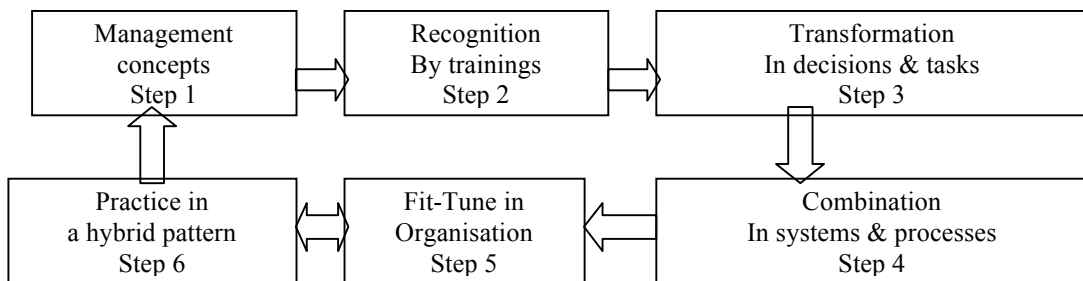 Management
concepts
Step 1
Recognition
By trainings
Step 2
Transformation
In decisions & tasks
Step 3
Practice in
a hybrid pattern
Step 6
Fit-Tune in
Organisation
Step 5
Combination
In systems & processes
Step 4